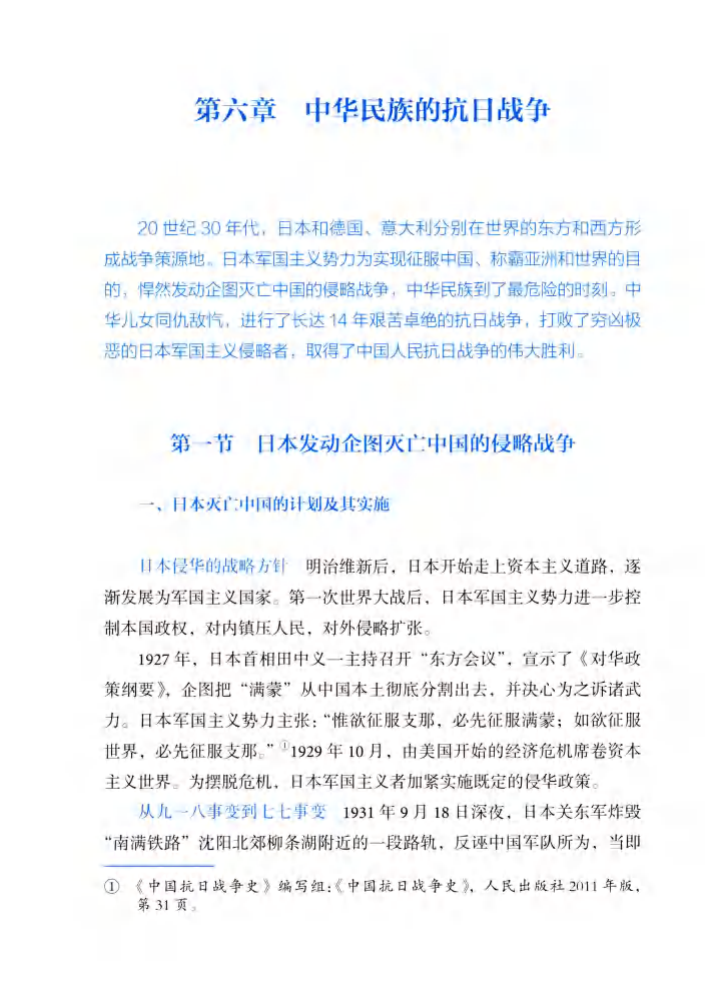 第六章 中华民族的抗日战争
20 世纪 30 年代，日本和德国、意大利分别在世界的东方和西方形
成战争策源地。日本军国主义势力为实现征服中国、称霸亚洲和世界的目
的，悍然发动企图灭亡中国的侵略战争，中华民族到了最危险的时刻。中
华儿女同仇敌忾，进行了长达 14 年艰苦卓绝的抗日战争，打败了穷凶极
恶的日本军国主义侵略者，取得了中国人民抗日战争的伟大胜利。
第一节 日本发动企图灭亡中国的侵略战争
一、日本灭亡中国的计划及其实施
日本侵华的战略方针 明治维新后，日本开始走上资本主义道路，逐
渐发展为军国主义国家。第一次世界大战后，日本军国主义势力进一步控
制本国政权，对内镇压人民，对外侵略扩张。
1927 年，日本首相田中义一主持召开“东方会议”，宣示了《对华政
策纲要》，企图把“满蒙”从中国本土彻底分割出去，并决心为之诉诸武
力。日本军国主义势力主张：“惟欲征服支那，必先征服满蒙；如欲征服
世界，必先征服支那。”①1929 年 10 月，由美国开始的经济危机席卷资本
主义世界。为摆脱危机，日本军国主义者加紧实施既定的侵华政策。
从九一八事变到七七事变 1931 年 9 月 18 日深夜，日本关东军炸毁
“南满铁路”沈阳北郊柳条湖附近的一段路轨，反诬中国军队所为，当即
① 《中国抗日战争史》编写组：《中国抗日战争史》，人民出版社 2011 年版，
第 31 页。